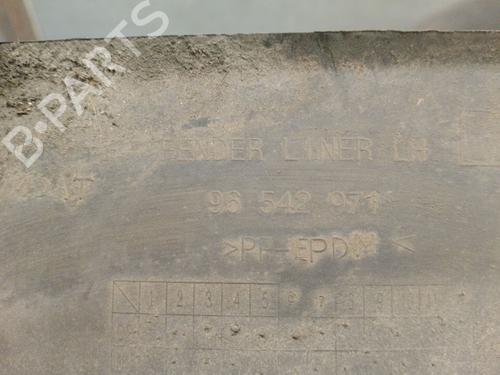 B-PARTS
FENDER LINER LH
96 542 971
>PP-EPDM<
1 2 3 4 5 6 7 8 9 10 11